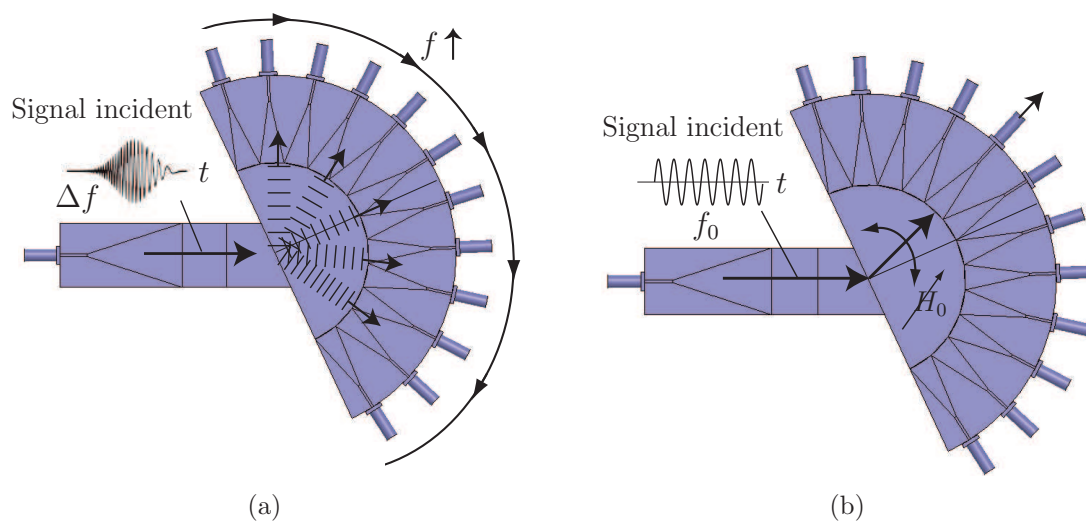 f ↑
Signal incident
t
Δf
(a)
Signal incident
t
f₀
H₀
(b)